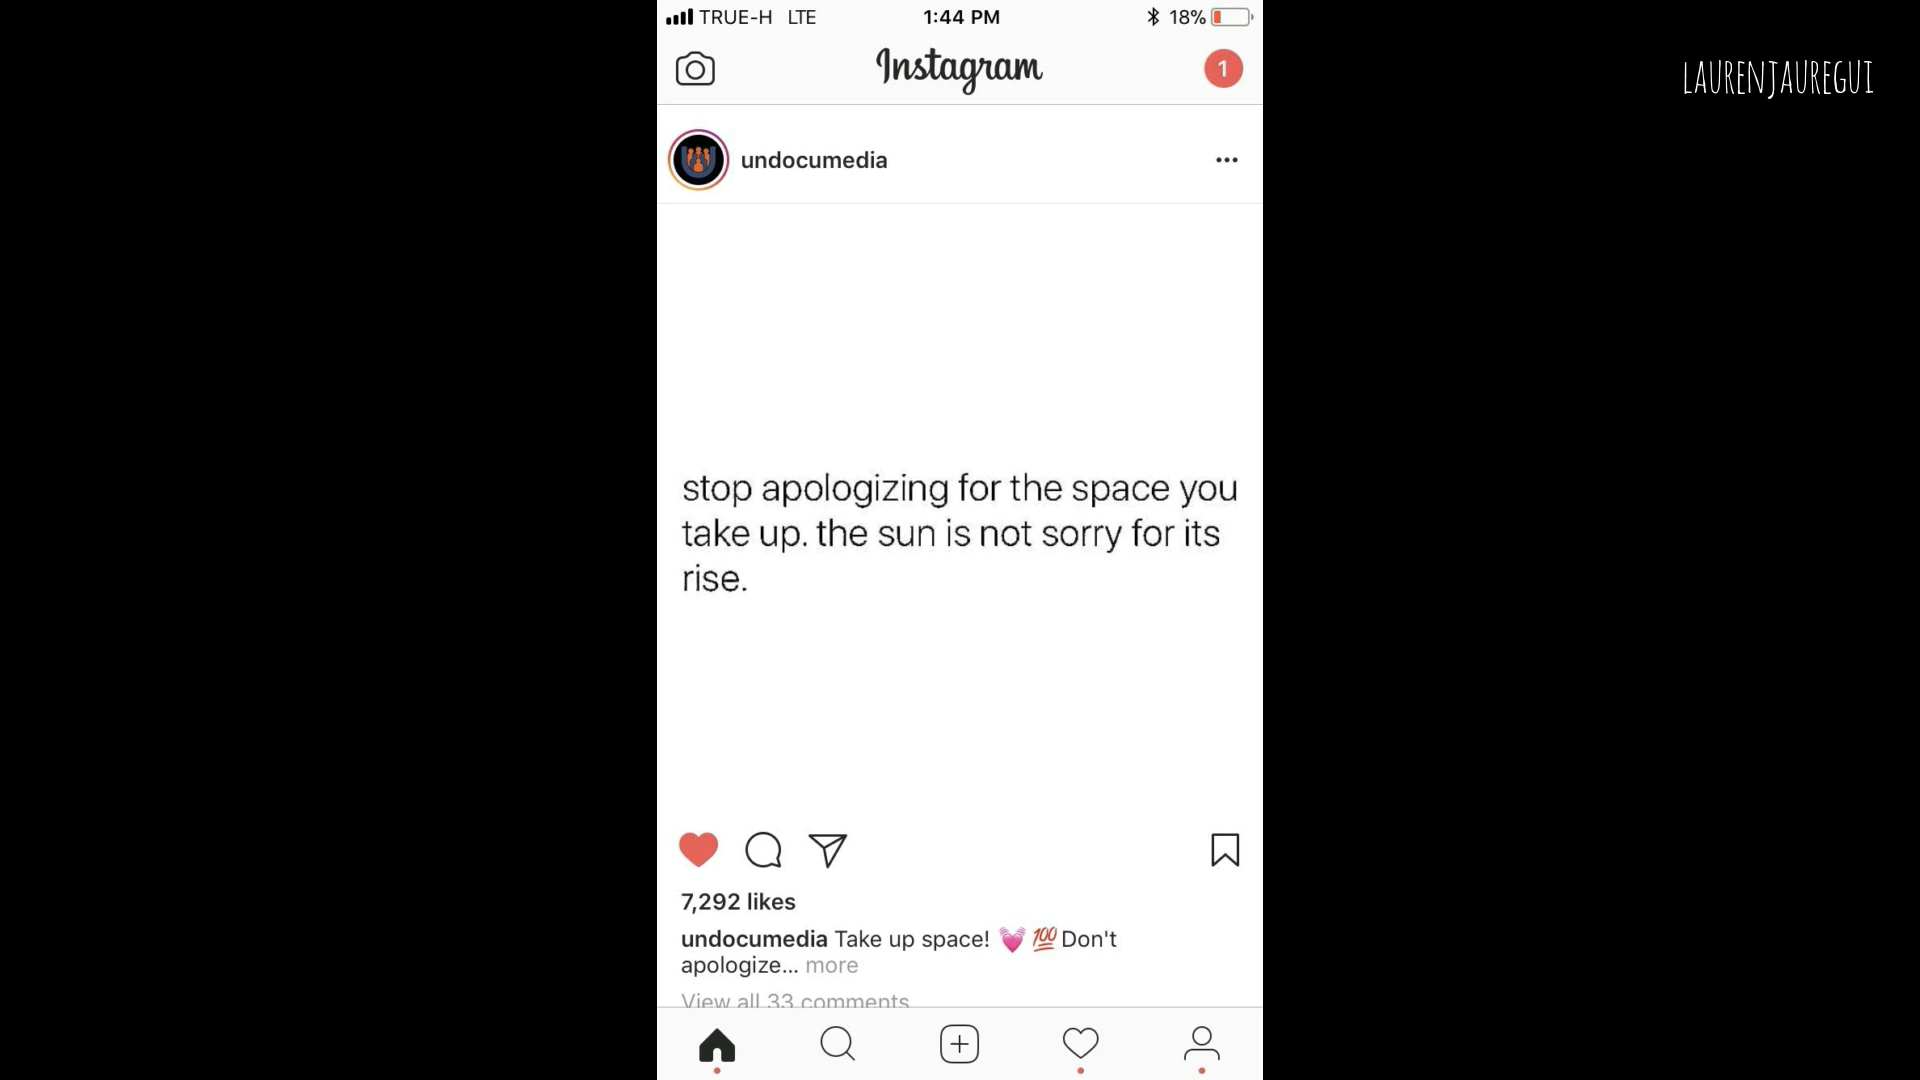 TRUE-H LTE 1:44 PM 18%
Instagram 1
LAURENJAUREGUI
undocumedia
stop apologizing for the space you
take up. the sun is not sorry for its
rise.
7,292 likes
undocumedia Take up space! 💓 💯 Don't
apologize... more
View all 33 comments